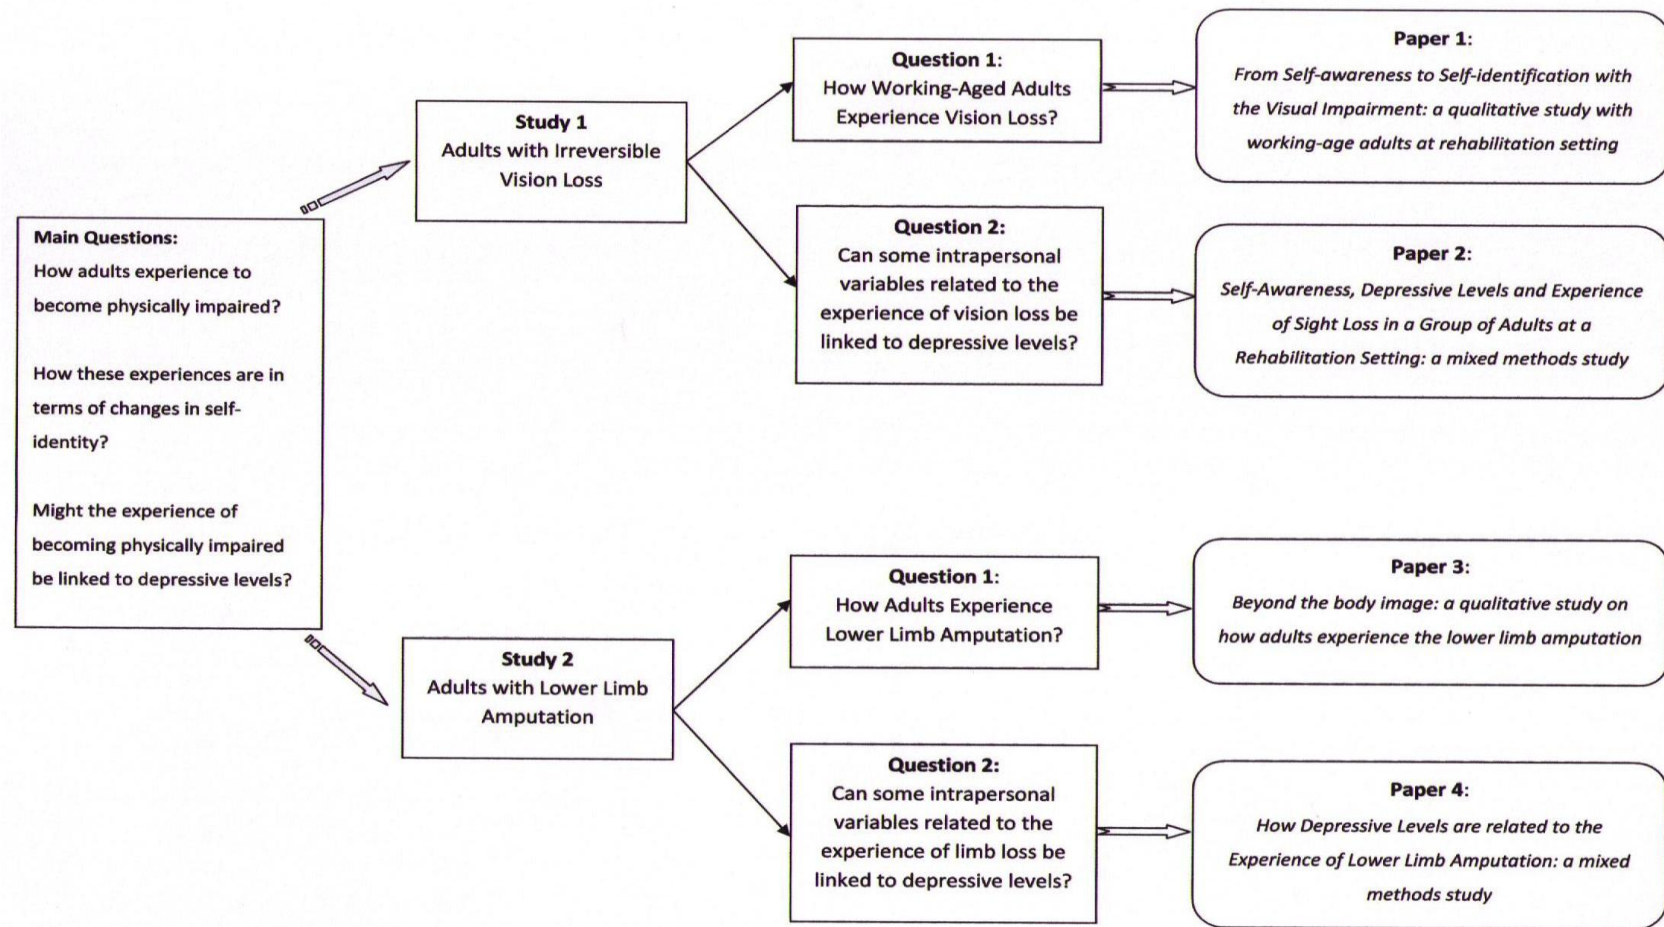 Main Questions:
How adults experience to
become physically impaired?
How these experiences are in
terms of changes in self-
identity?
Might the experience of
becoming physically impaired
be linked to depressive levels?
Study 1
Adults with Irreversible
Vision Loss
Question 1:
How Working-Aged Adults
Experience Vision Loss?
Paper 1:
From Self-awareness to Self-identification with
the Visual Impairment: a qualitative study with
working-age adults at rehabilitation setting
Question 2:
Can some intrapersonal
variables related to the
experience of vision loss be
linked to depressive levels?
Paper 2:
Self-Awareness, Depressive Levels and Experience
of Sight Loss in a Group of Adults at a
Rehabilitation Setting: a mixed methods study
Study 2
Adults with Lower Limb
Amputation
Question 1:
How Adults Experience
Lower Limb Amputation?
Paper 3:
Beyond the body image: a qualitative study on
how adults experience the lower limb amputation
Question 2:
Can some intrapersonal
variables related to the
experience of limb loss be
linked to depressive levels?
Paper 4:
How Depressive Levels are related to the
Experience of Lower Limb Amputation: a mixed
methods study